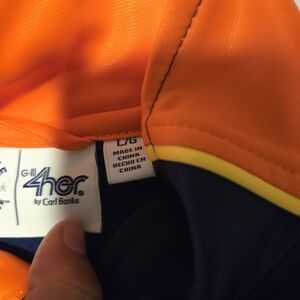 G-III
4her®
by Carl Banks
L/G
MADE IN
CHINA
HECHO EN
CHINA